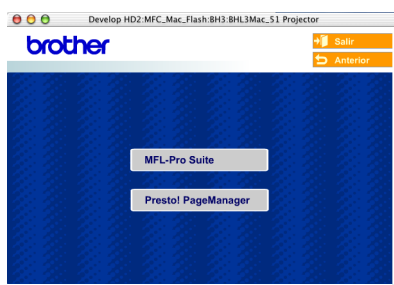 Develop HD2:MFC_Mac_Flash:BH3:BHL3Mac_51 Projector
brother
Salir
Anterior
MFL-Pro Suite
Presto! PageManager